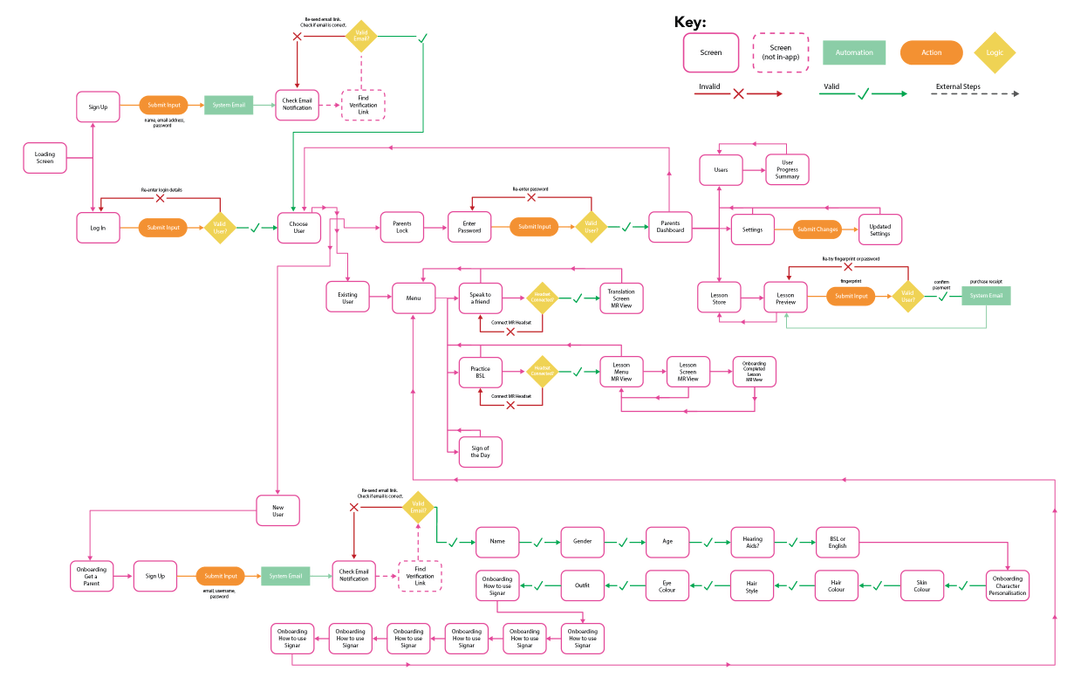 Key:
Screen
Screen
(not in-app)
Automation
Action
Logic
Invalid
Valid
External Steps
Re-send email link.
Check if email is correct.
Valid
Email?
Sign Up
Submit Input
name, email address,
password
System Email
Check Email
Notification
Find
Verification
Link
Loading
Screen
Re-enter login details
Log In
Submit Input
Valid
User?
Choose
User
Parents
Lock
Re-enter password
Enter
Password
Submit Input
Valid
User?
Parents
Dashboard
Users
User
Progress
Summary
Settings
Submit Changes
Updated
Settings
Re-try fingerprint or password
Lesson
Store
Lesson
Preview
fingerprint
Submit Input
Valid
User?
confirm
payment
purchase receipt
System Email
Existing
User
Menu
Speak to
a friend
Headset
Connected?
Connect MR Headset
Translation
Screen
MR View
Practice
BSL
Headset
Connected?
Connect MR Headset
Lesson
Menu
MR View
Lesson
Screen
MR View
Onboarding
Completed
Lesson
MR View
Sign of
the Day
New
User
Onboarding
Get a
Parent
Sign Up
Submit Input
email, username,
password
System Email
Check Email
Notification
Re-send email link.
Check if email is correct.
Valid
Email?
Find
Verification
Link
Name
Gender
Age
Hearing
Aids?
BSL or
English
Onboarding
How to use
Signar
Outfit
Eye
Colour
Hair
Style
Hair
Colour
Skin
Colour
Onboarding
Character
Personalisation
Onboarding
How to use
Signar
Onboarding
How to use
Signar
Onboarding
How to use
Signar
Onboarding
How to use
Signar
Onboarding
How to use
Signar
Onboarding
How to use
Signar